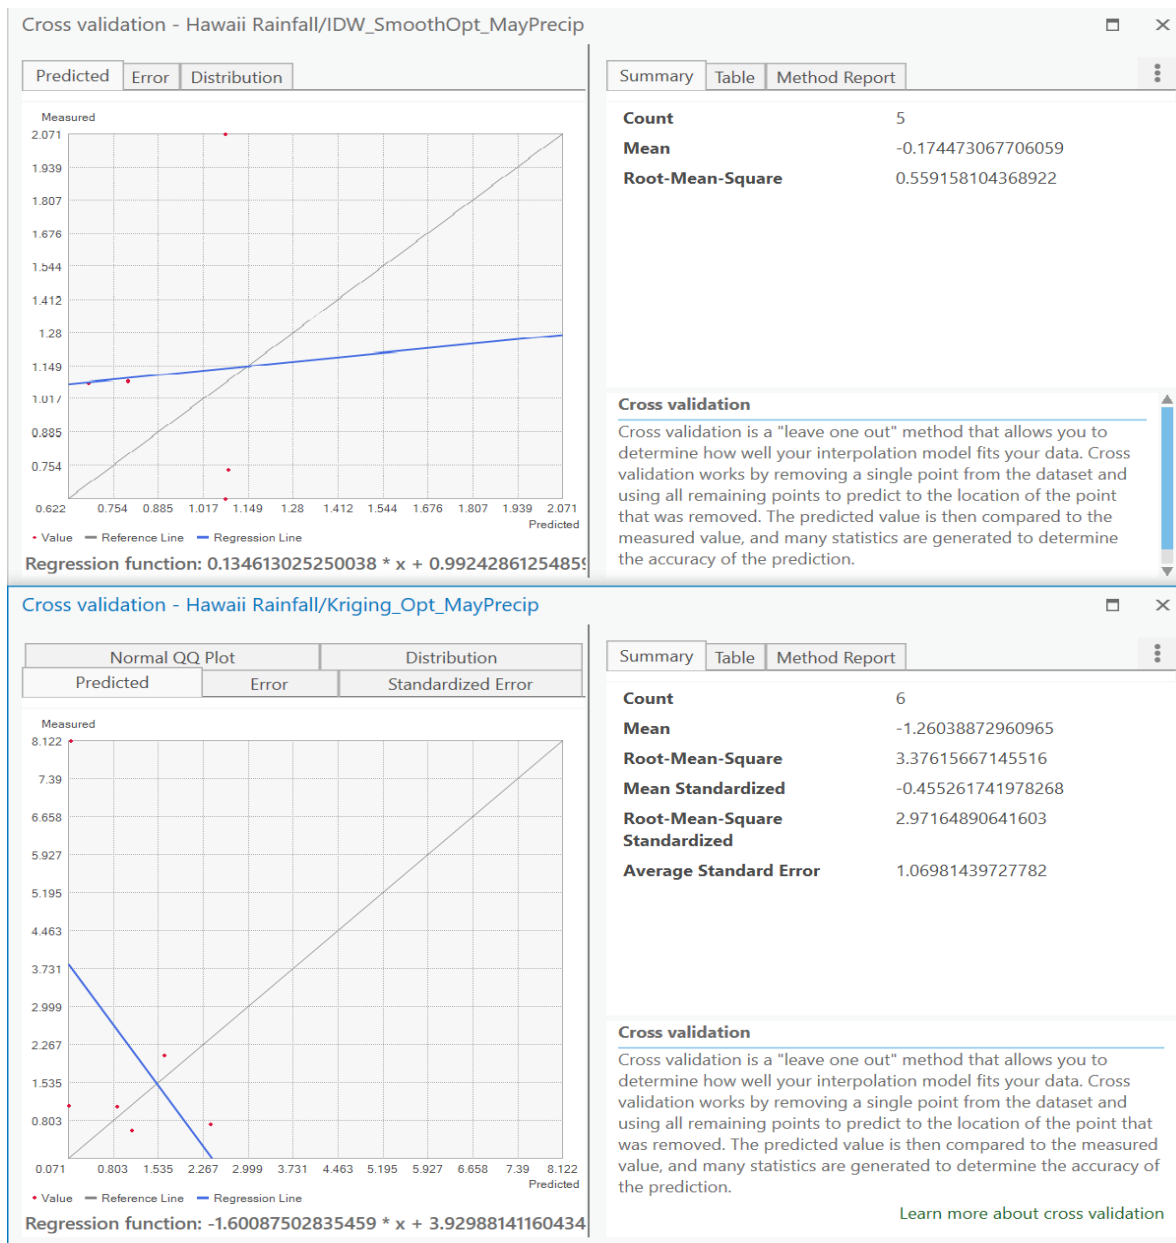 Cross validation - Hawaii Rainfall/IDW_SmoothOpt_MayPrecip
Predicted Error Distribution
Measured
2.071
1.939
1.807
1.676
1.544
1.412
1.28
1.149
1.017
0.885
0.754
0.622 0.754 0.885 1.017 1.149 1.28 1.412 1.544 1.676 1.807 1.939 2.071
Predicted
Value Reference Line Regression Line
Regression function: 0.134613025250038 * x + 0.99242861254859
Summary Table Method Report
Count 5
Mean -0.174473067706059
Root-Mean-Square 0.559158104368922
Cross validation
Cross validation is a "leave one out" method that allows you to
determine how well your interpolation model fits your data. Cross
validation works by removing a single point from the dataset and
using all remaining points to predict to the location of the point
that was removed. The predicted value is then compared to the
measured value, and many statistics are generated to determine
the accuracy of the prediction.
Cross validation - Hawaii Rainfall/Kriging_Opt_MayPrecip
Normal QQ Plot Distribution
Predicted Error Standardized Error
Measured
8.122
7.39
6.658
5.927
5.195
4.463
3.731
2.999
2.267
1.535
0.803
0.071 0.803 1.535 2.267 2.999 3.731 4.463 5.195 5.927 6.658 7.39 8.122
Predicted
Value Reference Line Regression Line
Regression function: -1.60087502835459 * x + 3.92988141160434
Summary Table Method Report
Count 6
Mean -1.26038872960965
Root-Mean-Square 3.37615667145516
Mean Standardized -0.455261741978268
Root-Mean-Square 2.97164890641603
Standardized
Average Standard Error 1.06981439727782
Cross validation
Cross validation is a "leave one out" method that allows you to
determine how well your interpolation model fits your data. Cross
validation works by removing a single point from the dataset and
using all remaining points to predict to the location of the point that
was removed. The predicted value is then compared to the measured
value, and many statistics are generated to determine the accuracy of
the prediction.
Learn more about cross validation